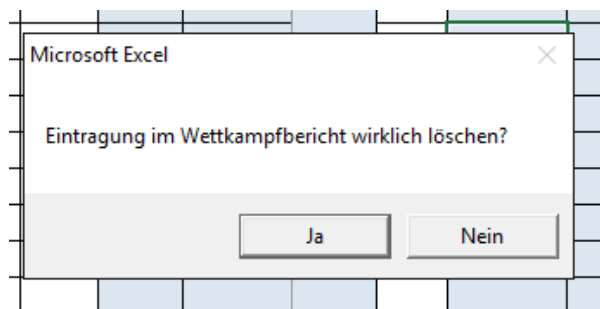 Microsoft Excel
Eintragung im Wettkampfbericht wirklich löschen?
Ja
Nein